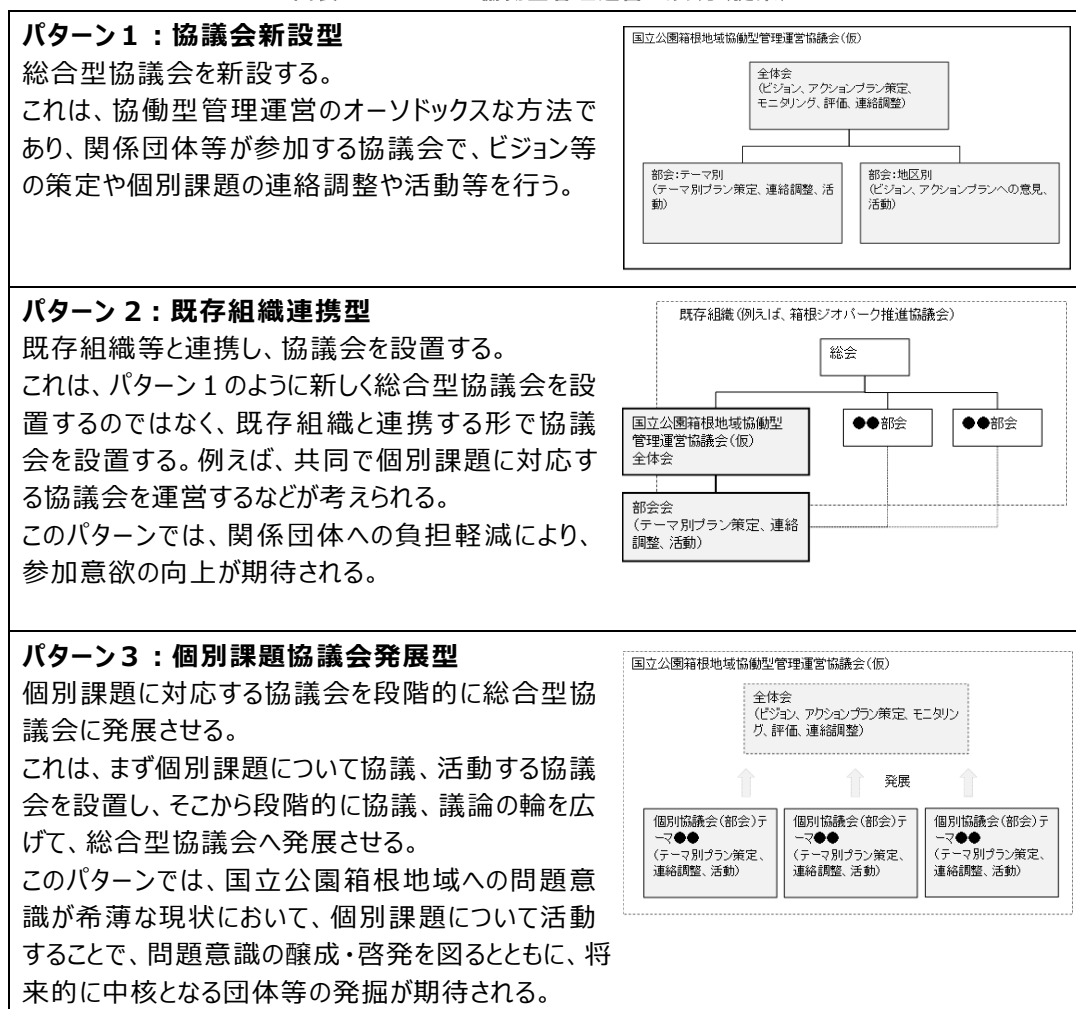 パターン１：協議会新設型
総合型協議会を新設する。
これは、協働型管理運営のオーソドックスな方法で
あり、関係団体等が参加する協議会で、ビジョン等
の策定や個別課題の連絡調整や活動等を行う。
国立公園箱根地域協働型管理運営協議会(仮)
全体会
(ビジョン、アクションプラン策定、
モニタリング、評価、連絡調整)
部会:テーマ別
(テーマ別プラン策定、連絡調整、活
動)
部会:地区別
(ビジョン、アクションプランへの意見、
活動)
パターン２：既存組織連携型
既存組織等と連携し、協議会を設置する。
これは、パターン１のように新しく総合型協議会を設
置するのではなく、既存組織と連携する形で協議
会を設置する。例えば、共同で個別課題に対応す
る協議会を運営するなどが考えられる。
このパターンでは、関係団体への負担軽減により、
参加意欲の向上が期待される。
既存組織(例えば、箱根ジオパーク推進協議会)
総会
国立公園箱根地域協働型
管理運営協議会(仮)
全体会
●●部会
●●部会
部会会
(テーマ別プラン策定、連絡
調整、活動)
パターン３：個別課題協議会発展型
個別課題に対応する協議会を段階的に総合型協
議会に発展させる。
これは、まず個別課題について協議、活動する協議
会を設置し、そこから段階的に協議、議論の輪を広
げて、総合型協議会へ発展させる。
このパターンでは、国立公園箱根地域への問題意
識が希薄な現状において、個別課題について活動
することで、問題意識の醸成・啓発を図るとともに、将
来的に中核となる団体等の発掘が期待される。
国立公園箱根地域協働型管理運営協議会(仮)
全体会
(ビジョン、アクションプラン策定、モニタリン
グ、評価、連絡調整)
発展
個別協議会(部会)テ
ーマ●●
(テーマ別プラン策定、
連絡調整、活動)
個別協議会(部会)テ
ーマ●●
(テーマ別プラン策定、
連絡調整、活動)
個別協議会(部会)テ
ーマ●●
(テーマ別プラン策定、
連絡調整、活動)